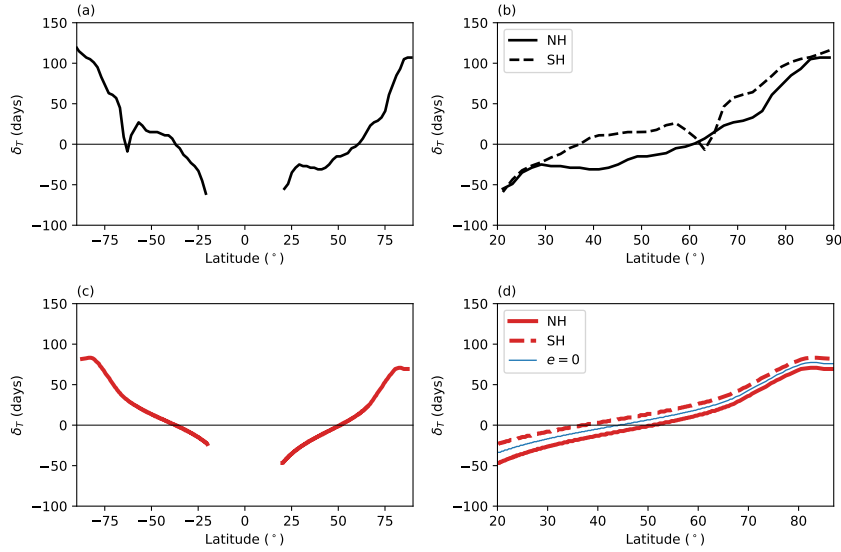 (a)
150
100
50
0
−50
−100
δT (days)
−75 −50 −25 0 25 50 75
Latitude (°)
(b)
150
100
50
0
−50
−100
δT (days)
NH
SH
20 30 40 50 60 70 80 90
Latitude (°)
(c)
150
100
50
0
−50
−100
δT (days)
−75 −50 −25 0 25 50 75
Latitude (°)
(d)
150
100
50
0
−50
−100
δT (days)
NH
SH
e = 0
20 30 40 50 60 70 80
Latitude (°)